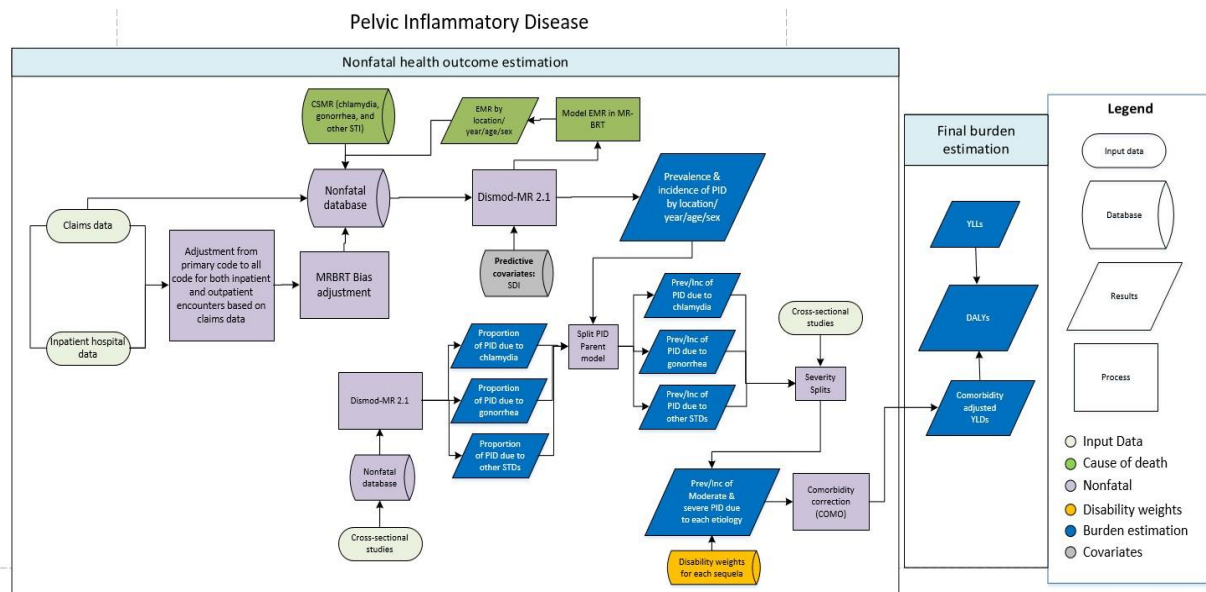 Pelvic Inflammatory Disease
Nonfatal health outcome estimation
CSMR (chlamydia,
gonorrhea, and
other STI)
EMR by
location/
year/age/sex
Model EMR in MR-
BRT
Claims data
Inpatient hospital
data
Adjustment from
primary code to all
code for both inpatient
and outpatient
encounters based on
claims data
MRBRT Bias
adjustment
Nonfatal
database
Dismod-MR 2.1
Predictive
covariates:
SDI
Prevalence &
incidence of PID
by location/
year/age/sex
Cross-sectional
studies
Nonfatal
database
Dismod-MR 2.1
Proportion
of PID due to
chlamydia
Proportion
of PID due to
gonorrhea
Proportion
of PID due to
other STDs
Split PID
Parent
model
Prev/Inc of
PID due to
chlamydia
Prev/Inc of
PID due to
gonorrhea
Prev/Inc of
PID due to
other STDs
Cross-sectional
studies
Severity
Splits
Prev/Inc of
Moderate &
severe PID due
to each etiology
Disability weights
for each sequela
Comorbidity
correction
(COMO)
Final burden
estimation
YLLs
DALYs
Comorbidity
adjusted
YLDs
Legend
Input data
Database
Results
Process
Input Data
Cause of death
Nonfatal
Disability weights
Burden estimation
Covariates